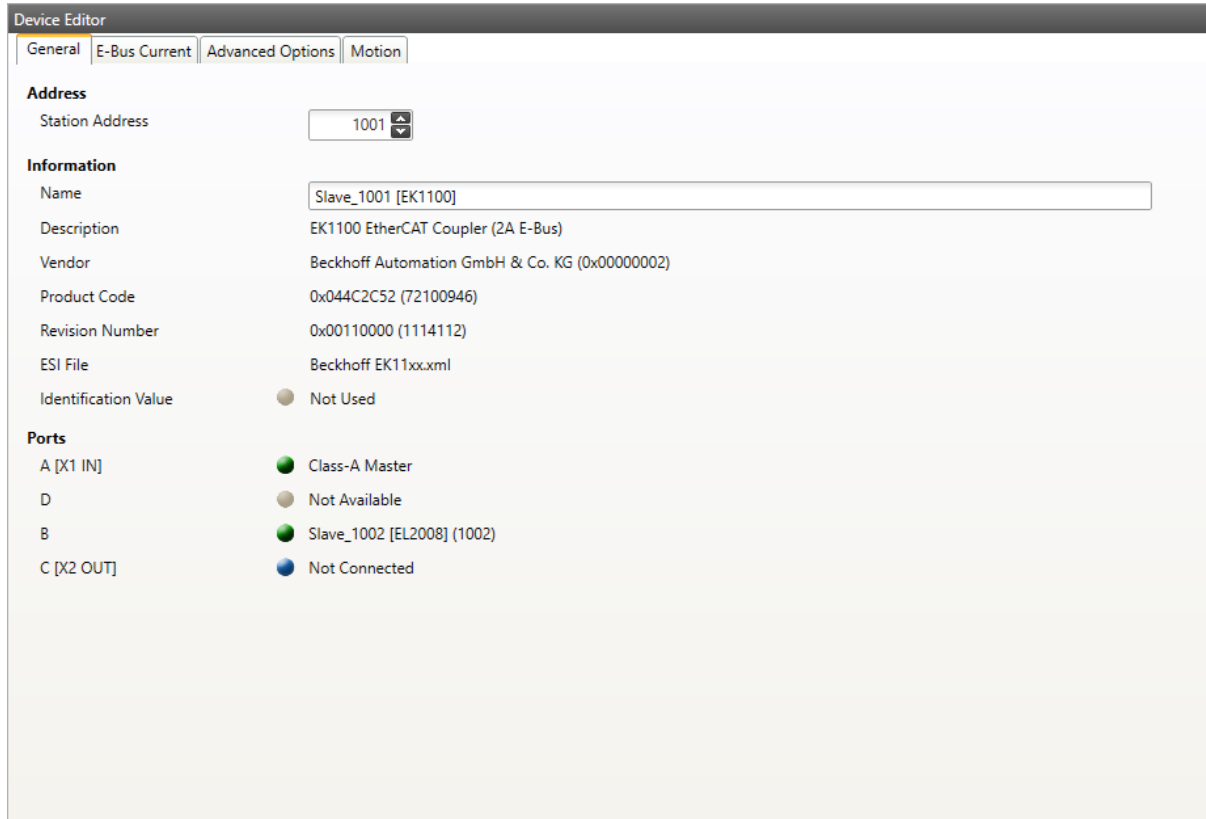 Device Editor
General E-Bus Current Advanced Options Motion
Address
Station Address 1001
Information
Name Slave_1001 [EK1100]
Description EK1100 EtherCAT Coupler (2A E-Bus)
Vendor Beckhoff Automation GmbH & Co. KG (0x00000002)
Product Code 0x044C2C52 (72100946)
Revision Number 0x00110000 (1114112)
ESI File Beckhoff EK11xx.xml
Identification Value Not Used
Ports
A [X1 IN] Class-A Master
D Not Available
B Slave_1002 [EL2008] (1002)
C [X2 OUT] Not Connected